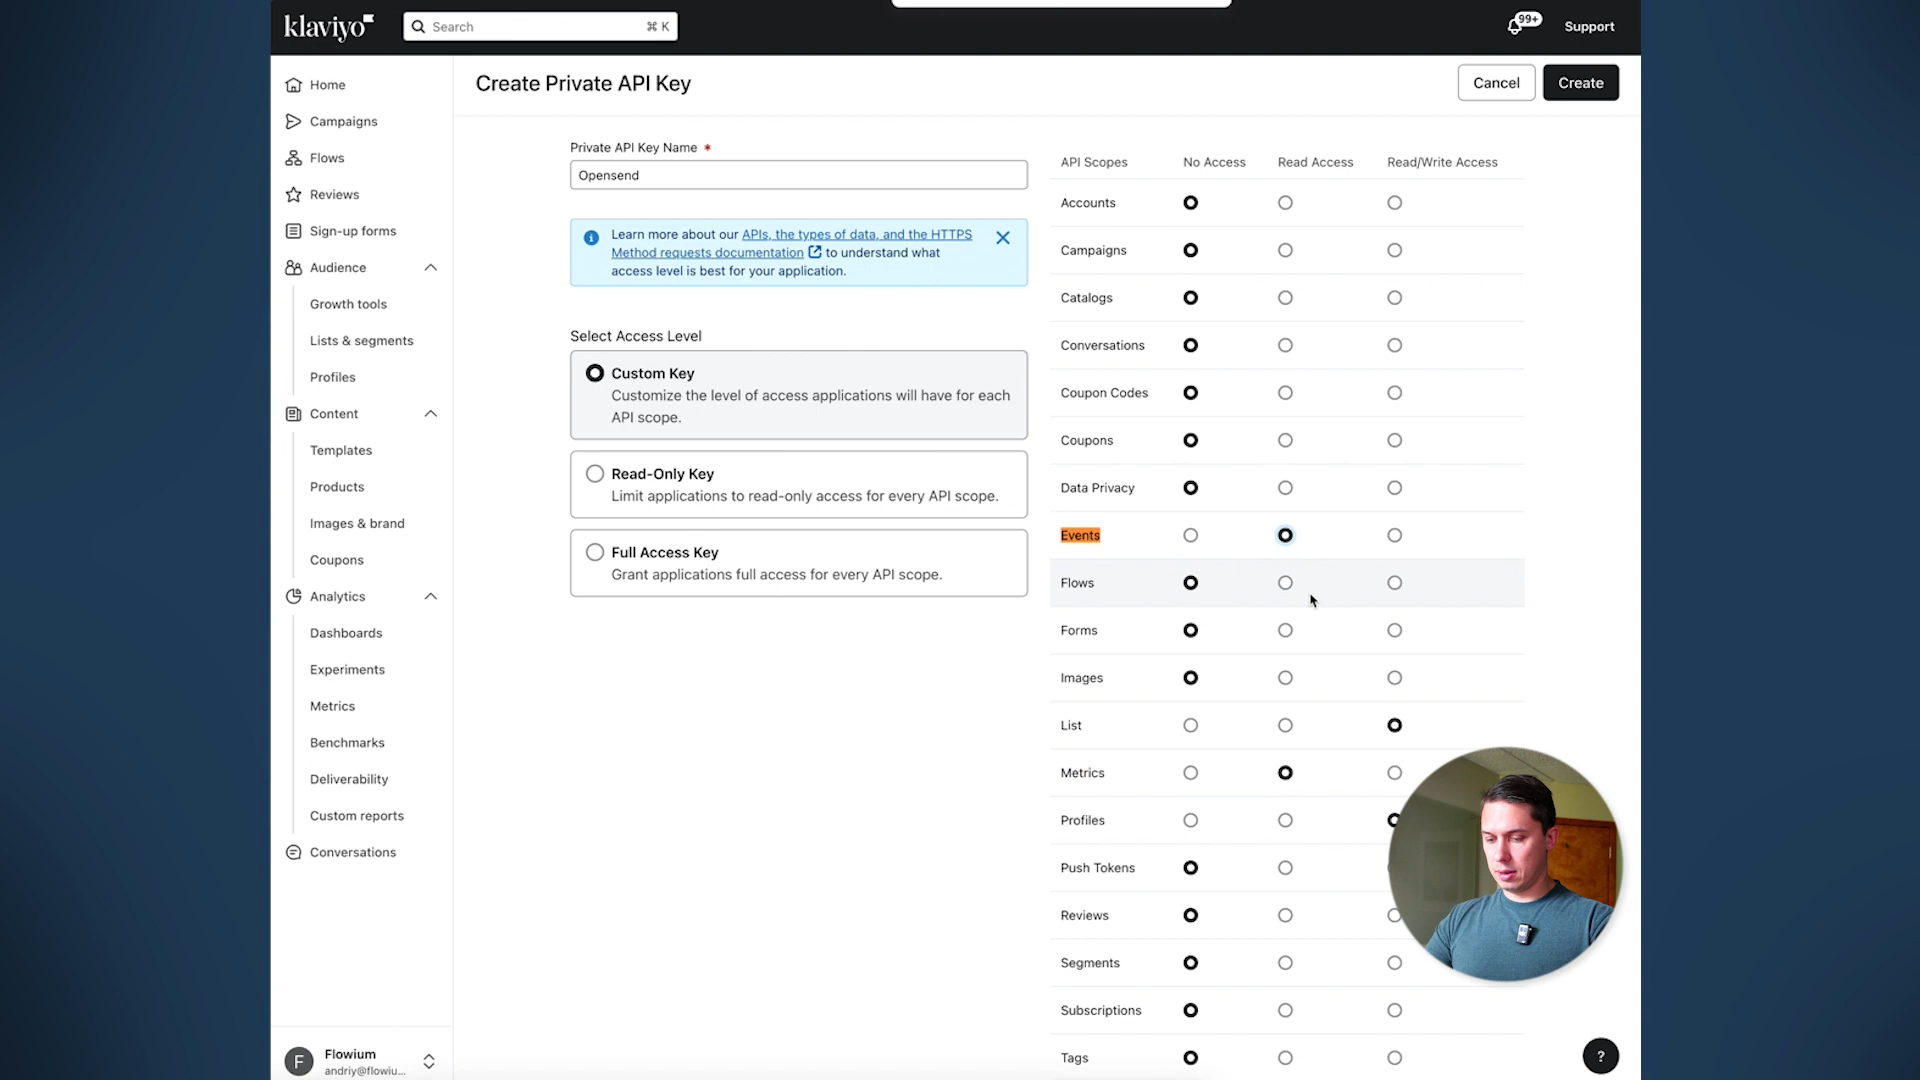 klaviyo
Search
⌘ K
99+
Support
Home
Campaigns
Flows
Reviews
Sign-up forms
Audience
Growth tools
Lists & segments
Profiles
Content
Templates
Products
Images & brand
Coupons
Analytics
Dashboards
Experiments
Metrics
Benchmarks
Deliverability
Custom reports
Conversations
F
Flowium
andriy@flowiu...
Create Private API Key
Cancel
Create
Private API Key Name *
Opensend
Learn more about our APIs, the types of data, and the HTTPS
Method requests documentation to understand what
access level is best for your application.
Select Access Level
Custom Key
Customize the level of access applications will have for each
API scope.
Read-Only Key
Limit applications to read-only access for every API scope.
Full Access Key
Grant applications full access for every API scope.
API Scopes No Access Read Access Read/Write Access
Accounts
Campaigns
Catalogs
Conversations
Coupon Codes
Coupons
Data Privacy
Events
Flows
Forms
Images
List
Metrics
Profiles
Push Tokens
Reviews
Segments
Subscriptions
Tags
?